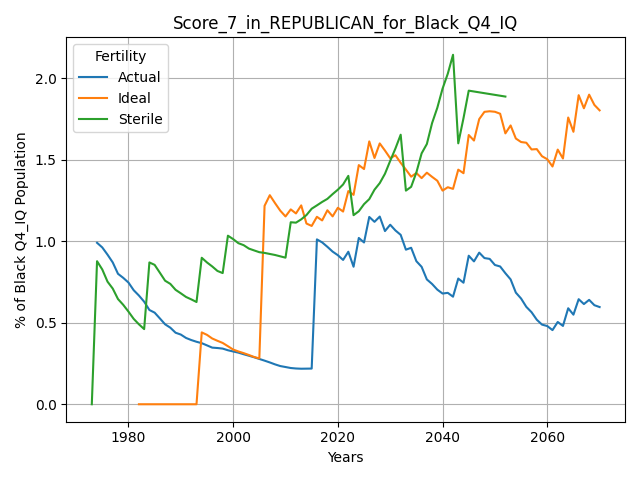 Score_7_in_REPUBLICAN_for_Black_Q4_IQ
Fertility
Actual
Ideal
Sterile
% of Black Q4_IQ Population
2.0
1.5
1.0
0.5
0.0
1980 2000 2020 2040 2060
Years